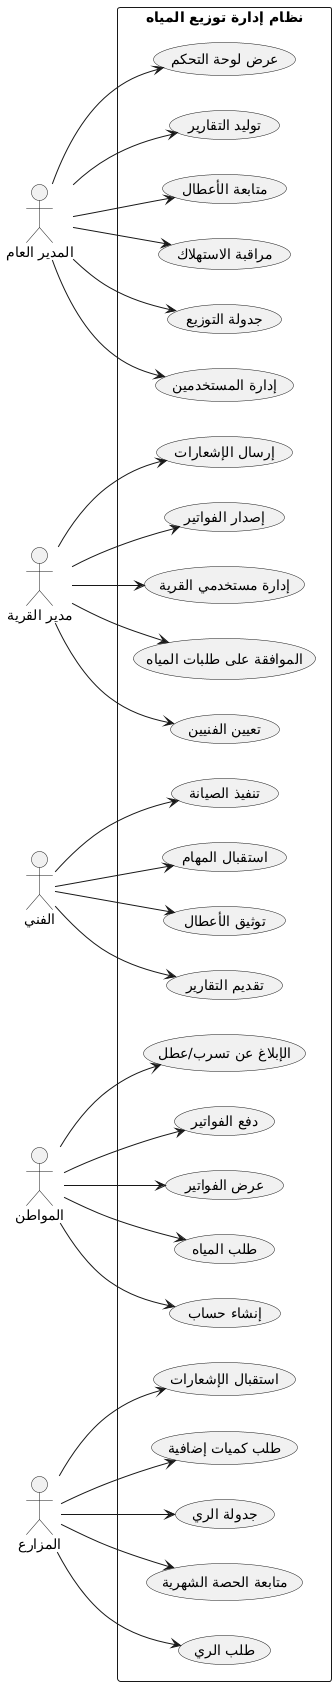 نظام إدارة توزيع المياه
عرض لوحة التحكم
توليد التقارير
متابعة الأعطال
مراقبة الاستهلاك
جدولة التوزيع
إدارة المستخدمين
المدير العام
إرسال الإشعارات
إصدار الفواتير
إدارة مستخدمي القرية
الموافقة على طلبات المياه
تعيين الفنيين
مدير القرية
تنفيذ الصيانة
استقبال المهام
توثيق الأعطال
تقديم التقارير
الفني
الإبلاغ عن تسرب/عطل
دفع الفواتير
عرض الفواتير
طلب المياه
إنشاء حساب
المواطن
استقبال الإشعارات
طلب كميات إضافية
جدولة الري
متابعة الحصة الشهرية
طلب الري
المزارع